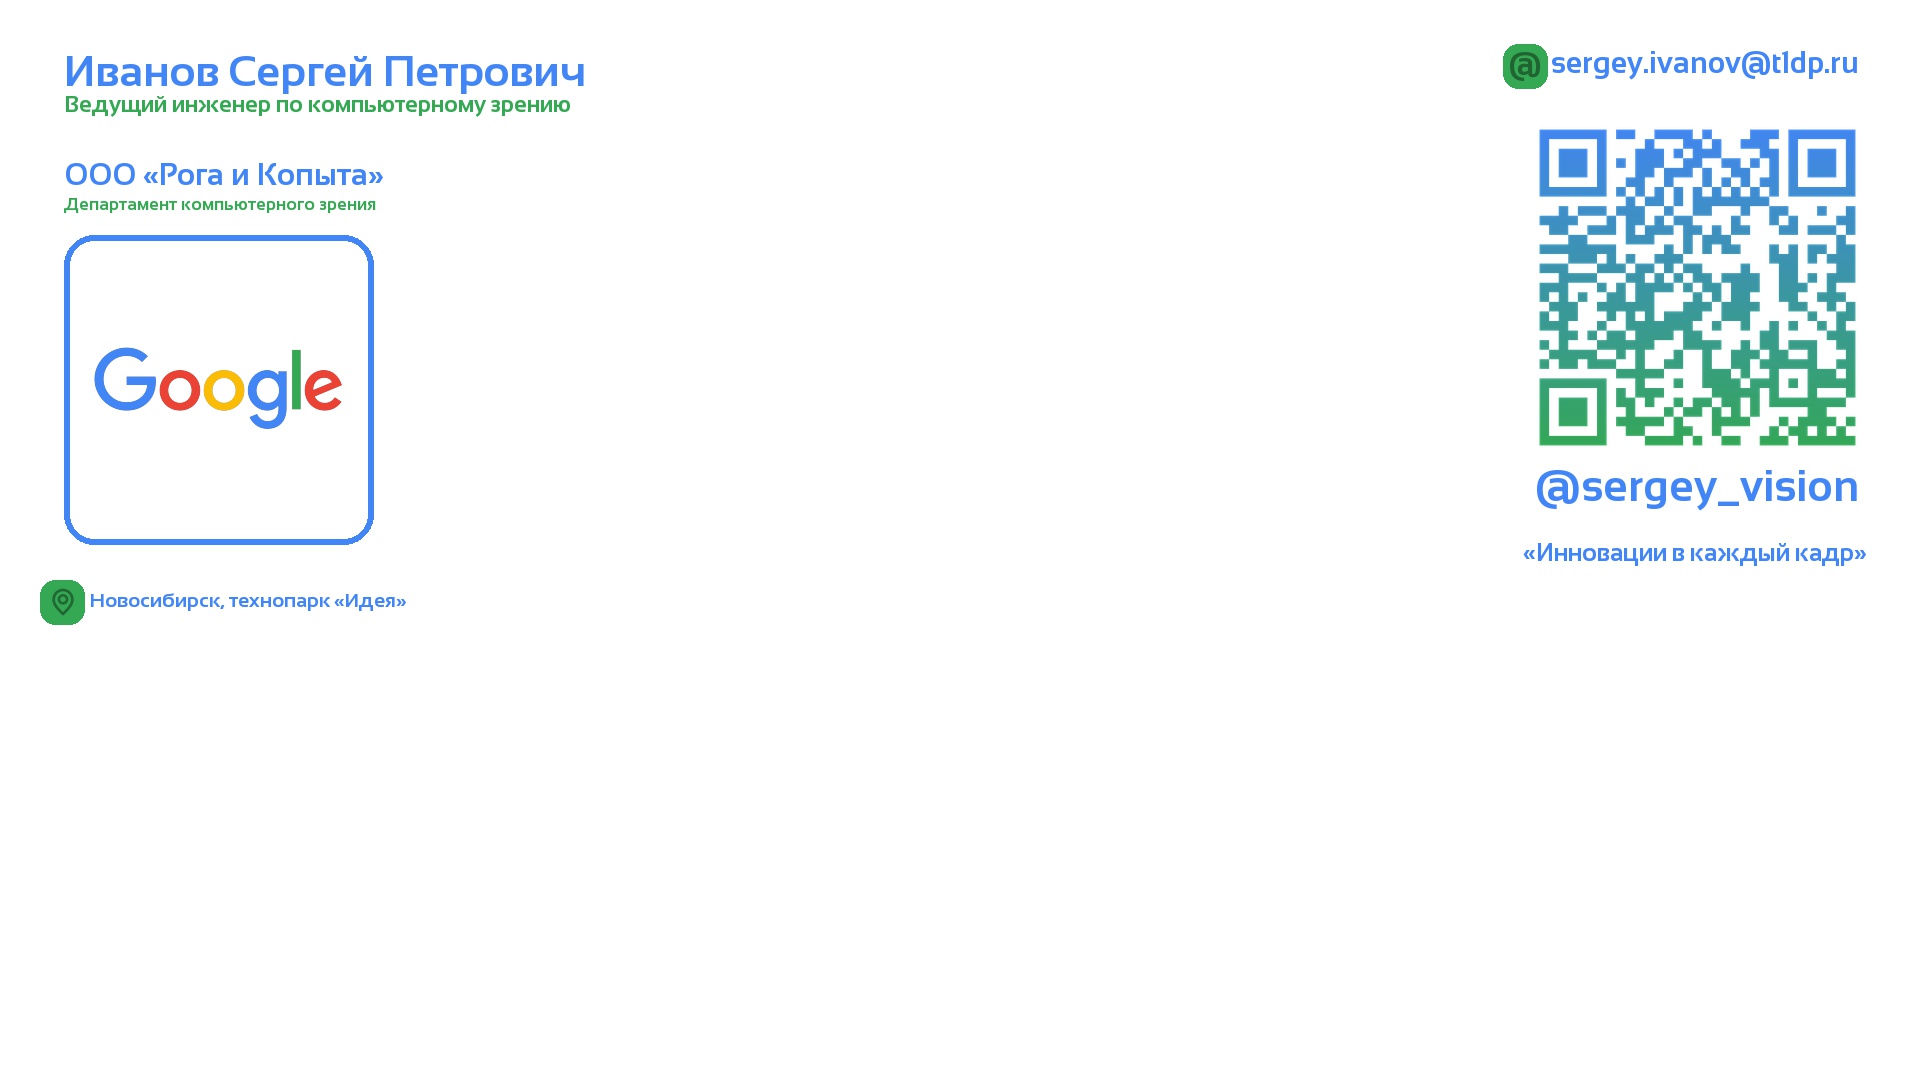 Иванов Сергей Петрович
Ведущий инженер по компьютерному зрению
ООО «Рога и Копыта»
Департамент компьютерного зрения
Google
Новосибирск, технопарк «Идея»
@ sergey.ivanov@t1dp.ru
@sergey_vision
«Инновации в каждый кадр»